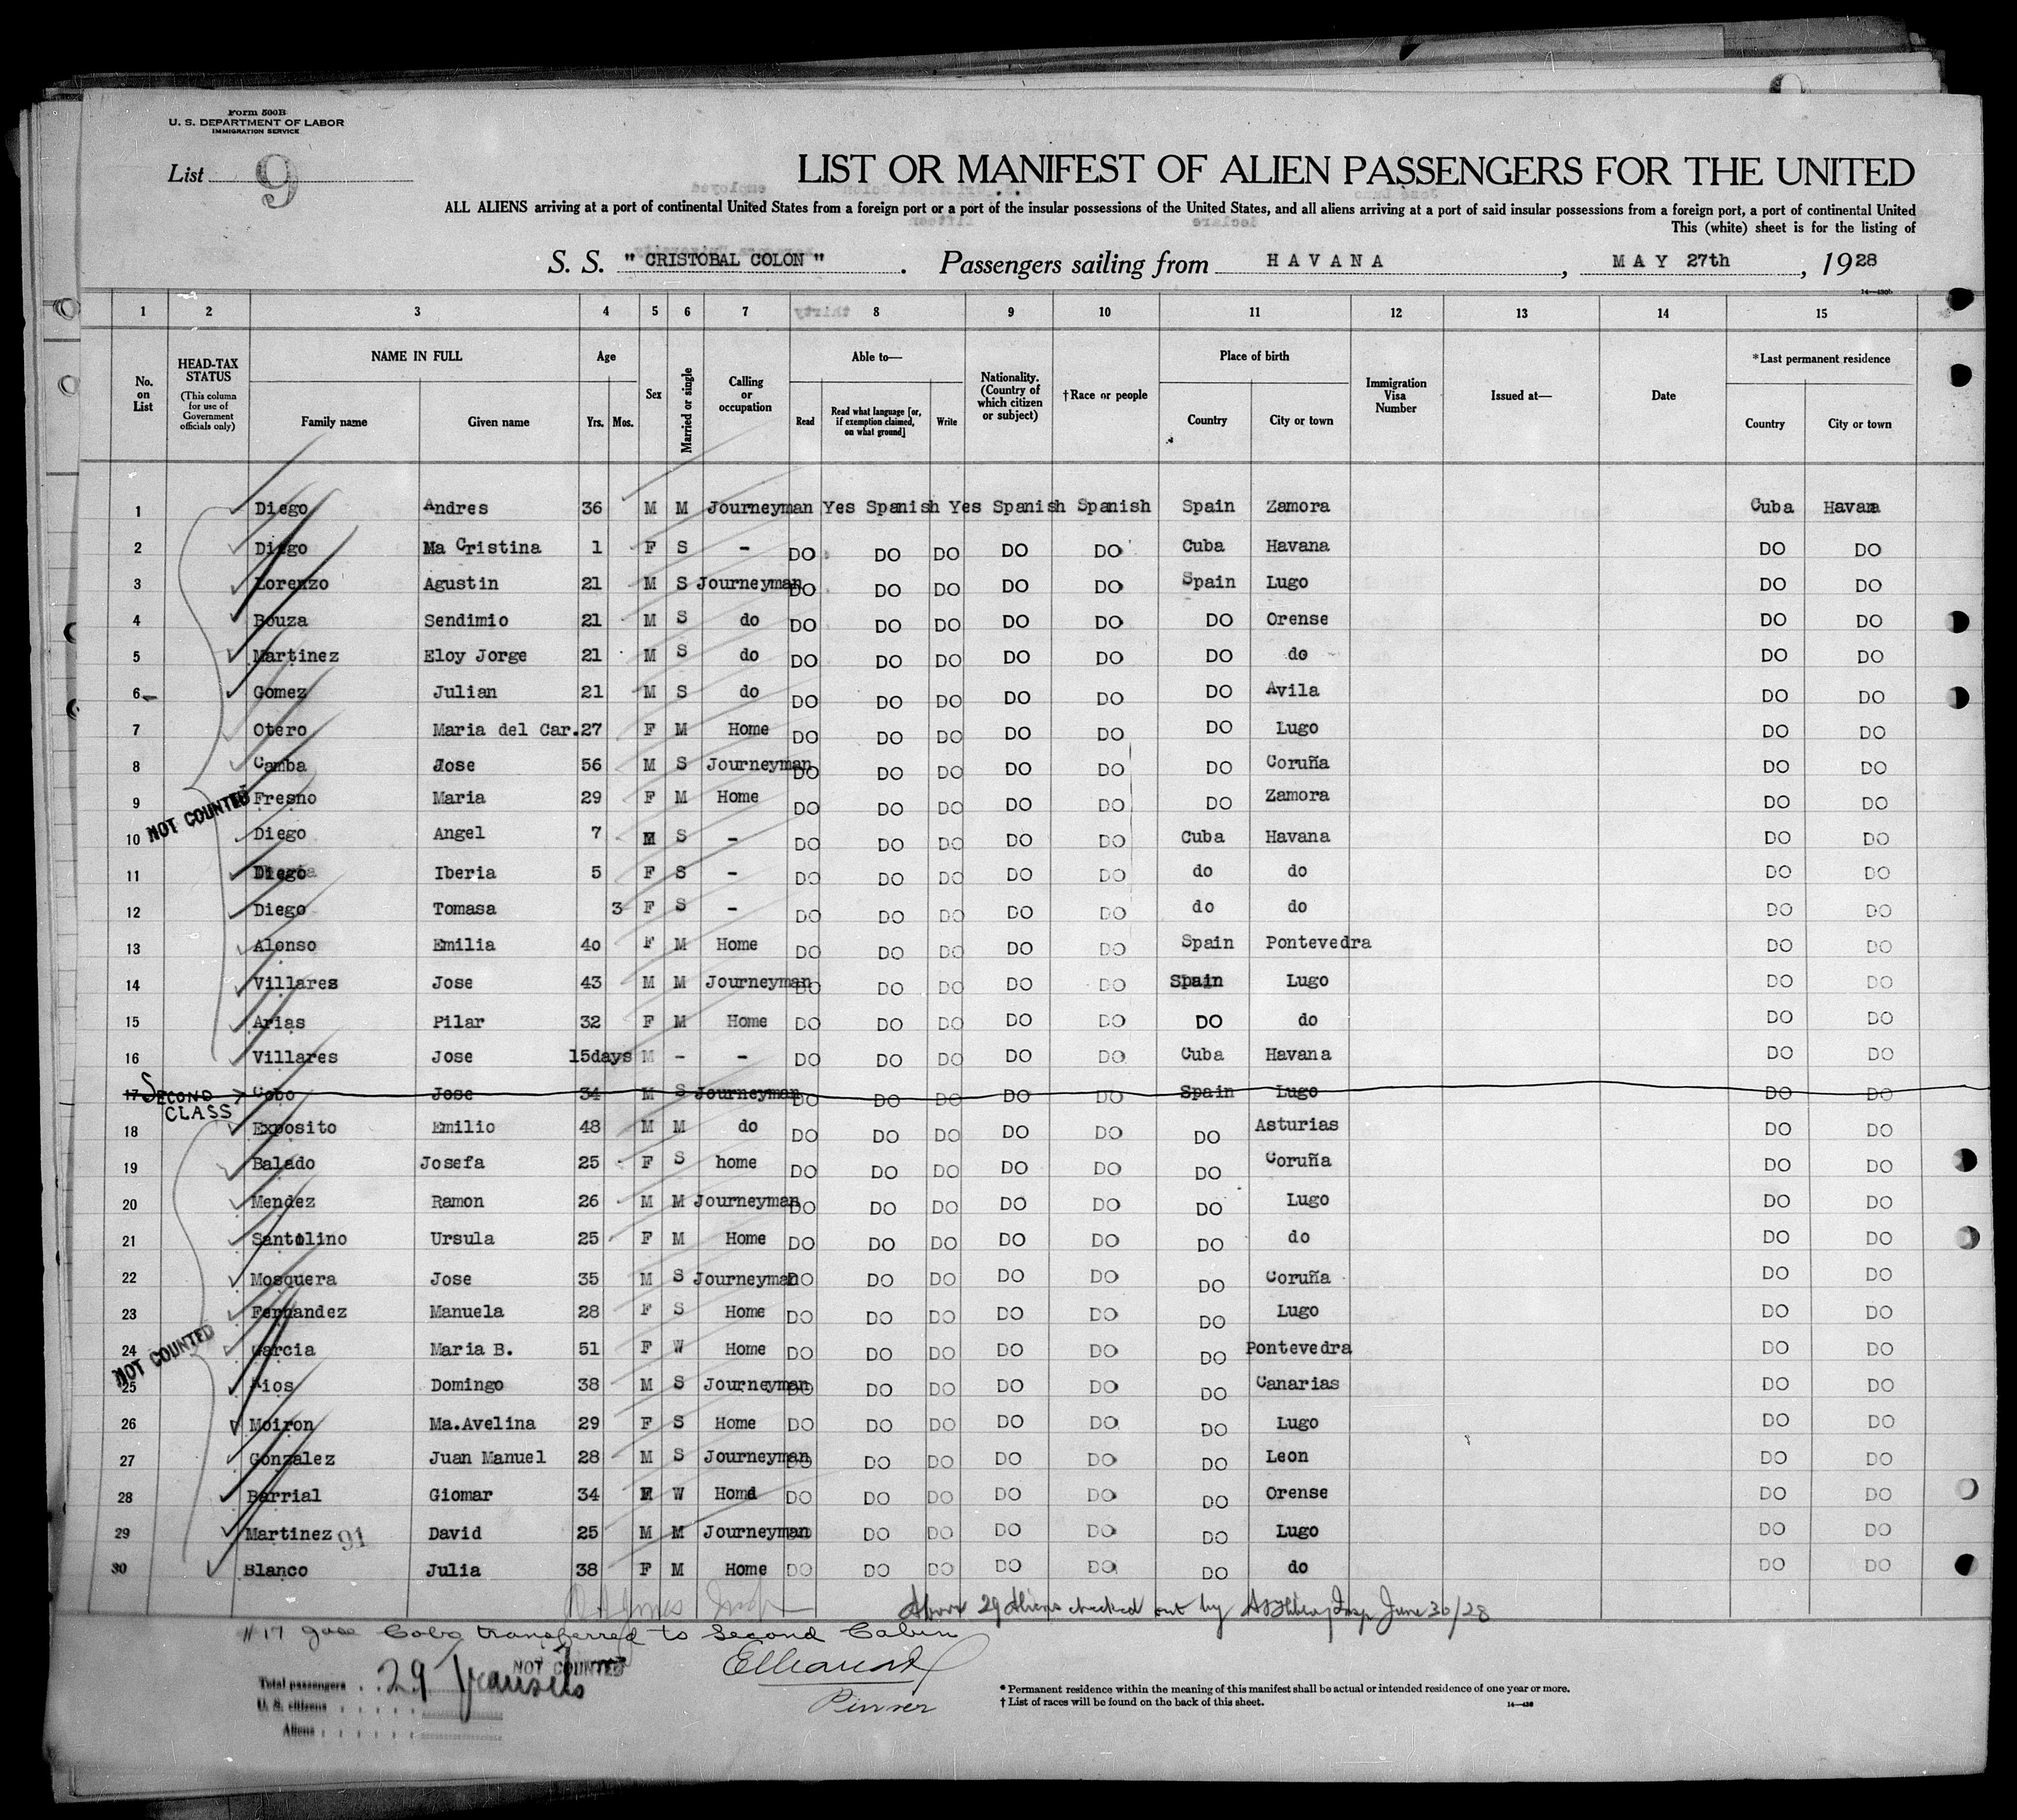 Form 500B
U. S. DEPARTMENT OF LABOR
IMMIGRATION SERVICE
List 9
LIST OR MANIFEST OF ALIEN PASSENGERS FOR THE UNITED
ALL ALIENS arriving at a port of continental United States from a foreign port or a port of the insular possessions of the United States, and all aliens arriving at a port of said insular possessions from a foreign port, a port of continental United
This (white) sheet is for the listing of
S. S. " CRISTOBAL COLON " . Passengers sailing from HAVANA , MAY 27th , 1928
1 2 3 4 5 6 7 8 9 10 11 12 13 14 15
No. on List
HEAD-TAX STATUS
(This column for use of Government officials only)
NAME IN FULL
Family name Given name
Age
Yrs. Mos.
Sex
Married or single
Calling or occupation
Able to—
Read
Read what language [or, if exemption claimed, on what ground]
Write
Nationality. (Country of which citizen or subject)
†Race or people
Place of birth
Country City or town
Immigration Visa Number
Issued at—
Date
*Last permanent residence
Country City or town
1 Diego Andres 36 M M Journeyman Yes Spanish Yes Spanish Spanish Spain Zamora Cuba Havana
2 Diego Ma Cristina 1 F S - DO DO DO DO DO Cuba Havana DO DO
3 Lorenzo Agustin 21 M S Journeyman DO DO DO DO DO Spain Lugo DO DO
4 Bouza Sendimio 21 M S do DO DO DO DO DO DO Orense DO DO
5 Martinez Eloy Jorge 21 M S do DO DO DO DO DO DO do DO DO
6 Gomez Julian 21 M S do DO DO DO DO DO DO Avila DO DO
7 Otero Maria del Car. 27 F M Home DO DO DO DO DO DO Lugo DO DO
8 Camba Jose 56 M S Journeyman DO DO DO DO DO DO Coruña DO DO
9 Fresno Maria 29 F M Home DO DO DO DO DO DO Zamora DO DO
NOT COUNTED
10 Diego Angel 7 M S - DO DO DO DO DO Cuba Havana DO DO
11 Diego Iberia 5 F S - DO DO DO DO DO do do DO DO
12 Diego Tomasa 3 F S - DO DO DO DO DO do do DO DO
13 Alonso Emilia 40 F M Home DO DO DO DO DO Spain Pontevedra DO DO
14 Villares Jose 43 M M Journeyman DO DO DO DO DO Spain Lugo DO DO
15 Arias Pilar 32 F M Home DO DO DO DO DO DO do DO DO
16 Villares Jose 15days M - - DO DO DO DO DO Cuba Havana DO DO
17 SECOND CLASS Cobo Jose 34 M S Journeyman DO DO DO DO DO Spain Lugo DO DO
18 Exposito Emilio 48 M M do DO DO DO DO DO DO Asturias DO DO
19 Balado Josefa 25 F S home DO DO DO DO DO DO Coruña DO DO
20 Mendez Ramon 26 M M Journeyman DO DO DO DO DO DO Lugo DO DO
21 Santolino Ursula 25 F M Home DO DO DO DO DO DO do DO DO
22 Mosquera Jose 35 M S Journeyman DO DO DO DO DO DO Coruña DO DO
23 Fernandez Manuela 28 F S Home DO DO DO DO DO DO Lugo DO DO
24 Garcia Maria B. 51 F W Home DO DO DO DO DO DO Pontevedra DO DO
NOT COUNTED
25 Rios Domingo 38 M S Journeyman DO DO DO DO DO DO Canarias DO DO
26 Moiron Ma.Avelina 29 F S Home DO DO DO DO DO DO Lugo DO DO
27 Gonzalez Juan Manuel 28 M S Journeyman DO DO DO DO DO DO Leon DO DO
28 Barrial Giomar 34 F W Home DO DO DO DO DO DO Orense DO DO
29 Martinez 91 David 25 M M Journeyman DO DO DO DO DO DO Lugo DO DO
30 Blanco Julia 38 F M Home DO DO DO DO DO DO do DO DO
Above 29 Aliens checked out by Insp June 30/28
#17 Jose Cobo transferred to Second Cabin
NOT COUNTED
Total passengers 29 Transits
U. S. citizens
Aliens
Purser
* Permanent residence within the meaning of this manifest shall be actual or intended residence of one year or more.
† List of races will be found on the back of this sheet.